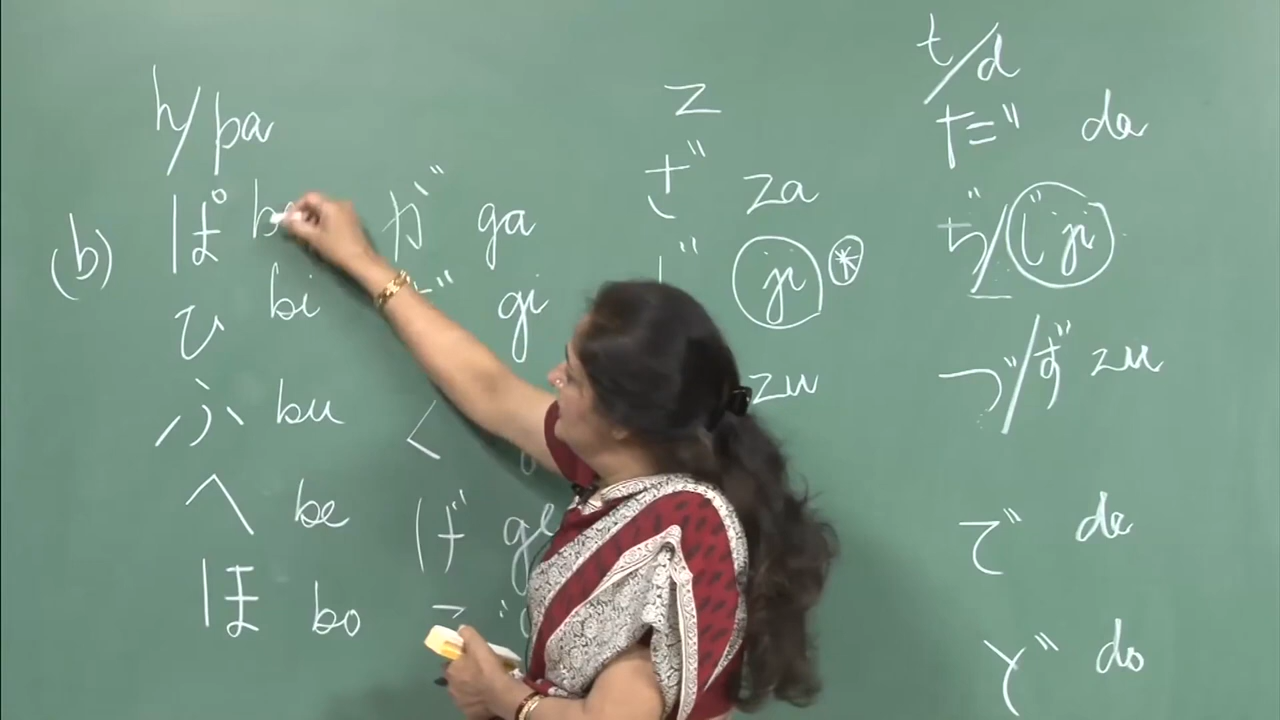 h/pa
(b) ぱ
ひ bi
ふ bu
へ be
ほ bo
が ga
gi
く
げ ge
z
ざ za
ji *
zu
t/d
だ da
ぢ/じ ji
づ/ず zu
で de
ど do